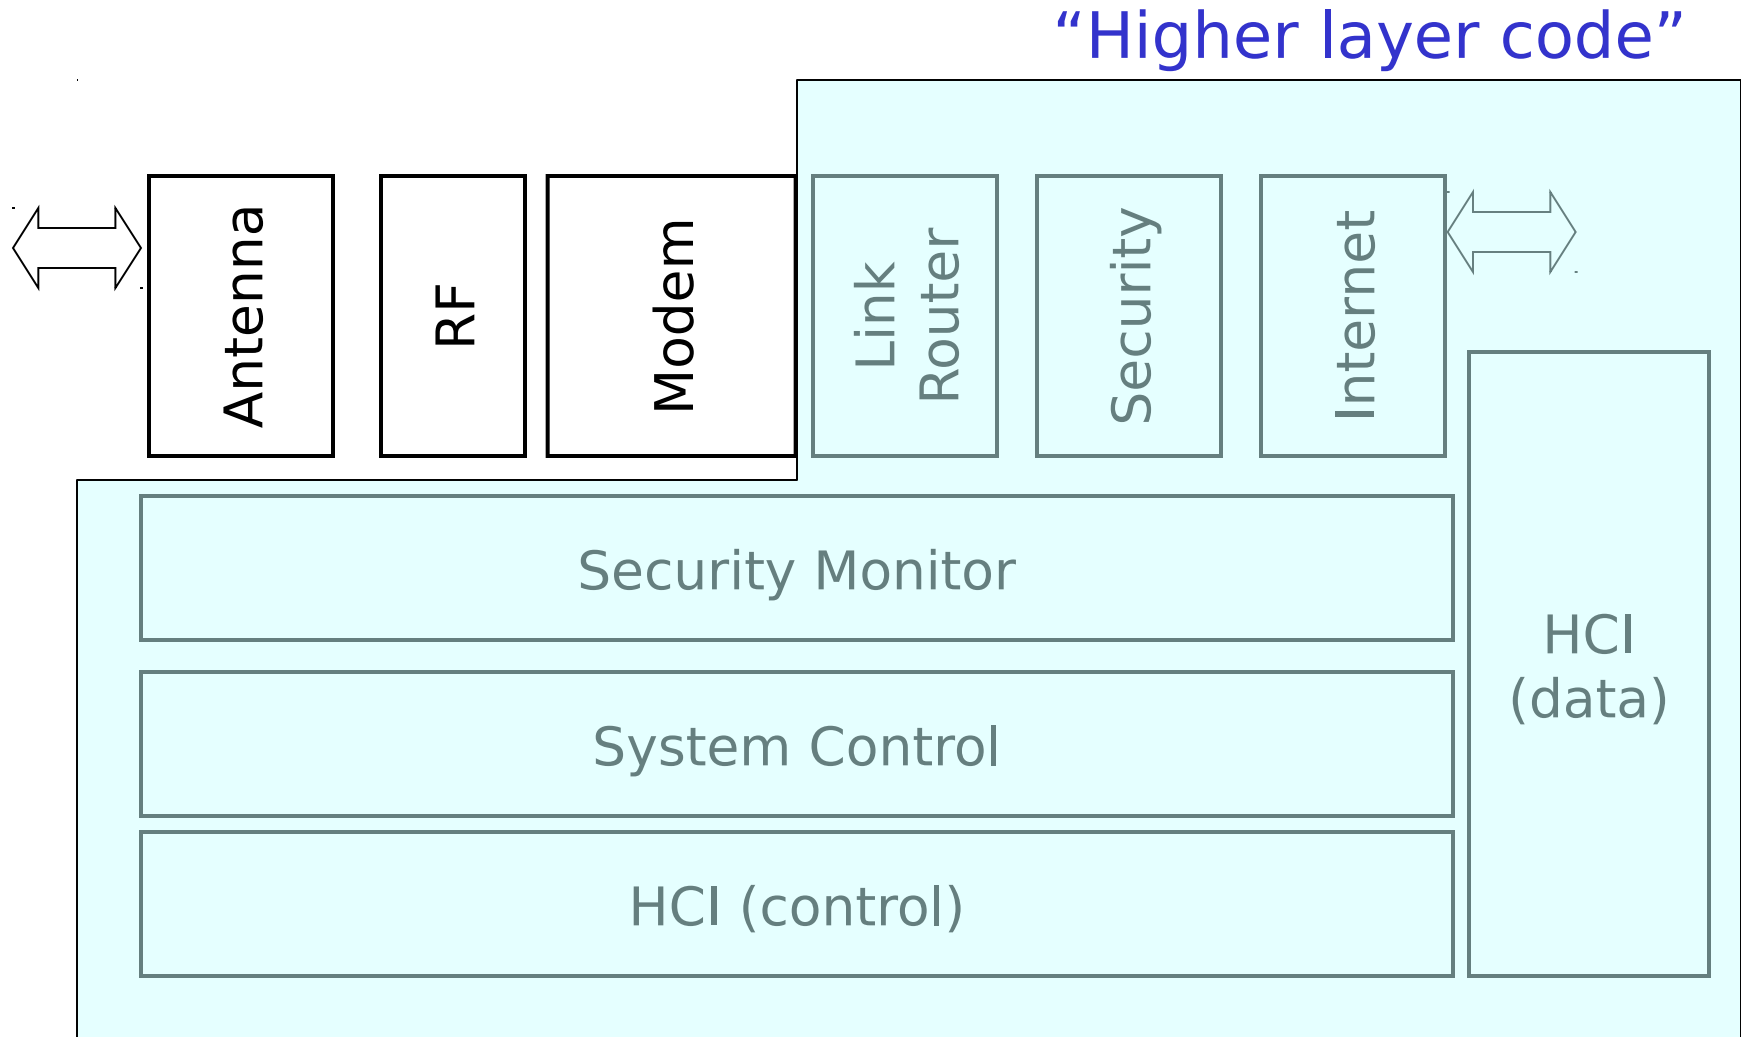 “Higher layer code”
Antenna
RF
Modem
Link
Router
Security
Internet
Security Monitor
System Control
HCI (control)
HCI
(data)